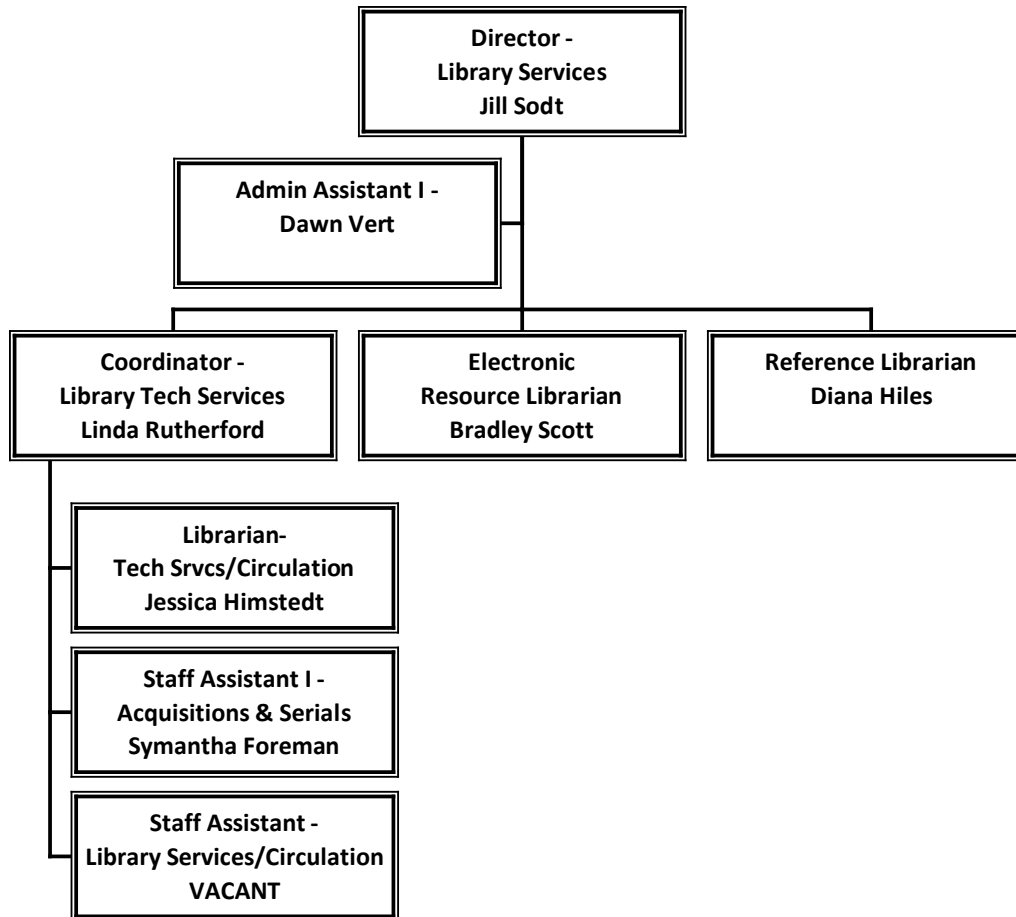 Director -
Library Services
Jill Sodt
Admin Assistant I -
Dawn Vert
Coordinator -
Library Tech Services
Linda Rutherford
Electronic
Resource Librarian
Bradley Scott
Reference Librarian
Diana Hiles
Librarian-
Tech Srvcs/Circulation
Jessica Himstedt
Staff Assistant I -
Acquisitions & Serials
Symantha Foreman
Staff Assistant -
Library Services/Circulation
VACANT